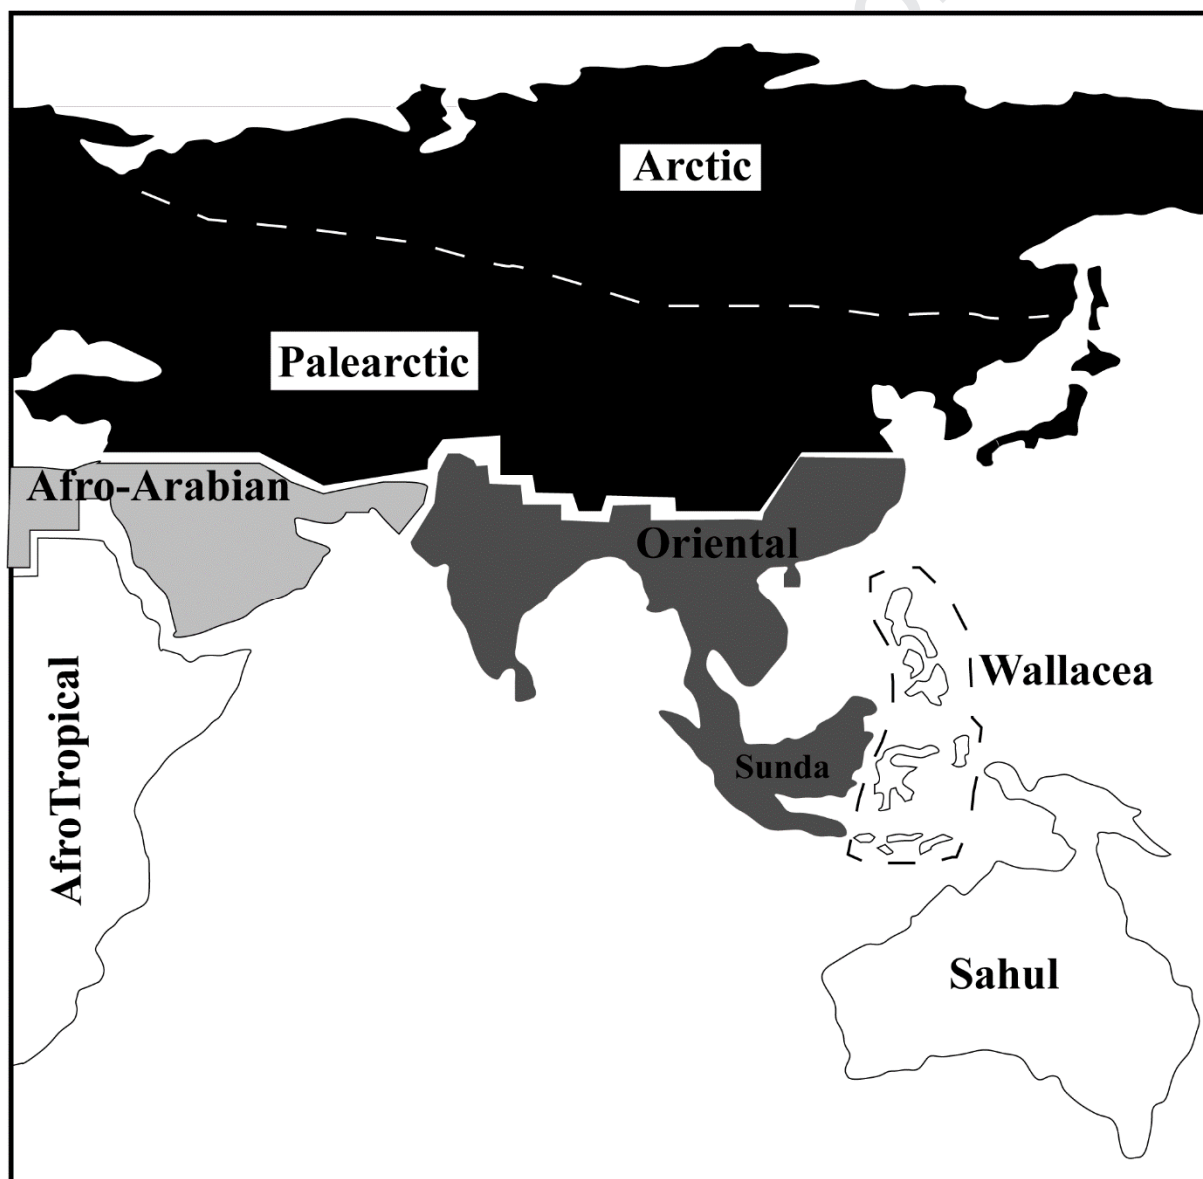 Arctic
Palearctic
Afro-Arabian
Oriental
Wallacea
AfroTropical
Sunda
Sahul